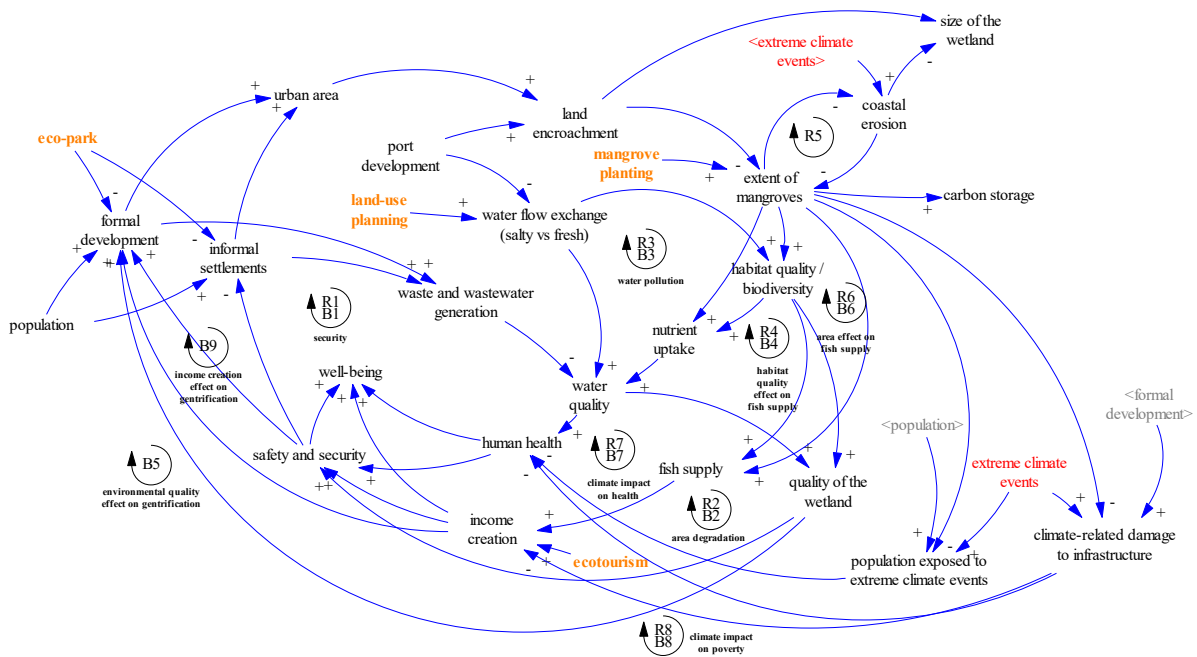 size of the
wetland
<extreme climate
events>
+
-
+
coastal
erosion
-
-
R5
+
urban area
+
+
land
encroachment
+
eco-park
-
-
port
development
-
mangrove
planting
+
-
extent of
mangroves
carbon storage
+
land-use
planning
+
water flow exchange
(salty vs fresh)
formal
development
+
++
+
informal
settlements
+
-
R3
B3
water pollution
+
+
habitat quality /
biodiversity
+
+
waste and wastewater
generation
population
R1
B1
security
R6
B6
area effect on
fish supply
nutrient
uptake
+
+
R4
B4
habitat
quality
effect on
fish supply
B9
income creation
effect on
gentrification
-
+
+
water
quality
well-being
+
+
+
<formal
development>
<population>
human health
+
-
-
R7
B7
climate impact
on health
safety and security
+
++
B5
environmental quality
effect on gentrification
fish supply
+
+
+
+
quality of the
wetland
extreme climate
events
+
-
+
R2
B2
area degradation
income
creation
+
+
-
ecotourism
climate-related damage
to infrastructure
+
-
+
population exposed to
extreme climate events
R8
B8
climate impact
on poverty